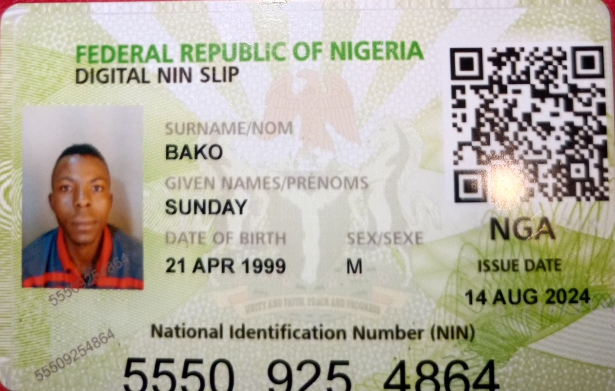 FEDERAL REPUBLIC OF NIGERIA
DIGITAL NIN SLIP
SURNAME/NOM
BAKO
GIVEN NAMES/PRÉNOMS
SUNDAY
DATE OF BIRTH SEX/SEXE
21 APR 1999 M
NGA
ISSUE DATE
14 AUG 2024
55509254864
UNITY AND FAITH, PEACE AND PROGRESS
National Identification Number (NIN)
55509254864
5550 925 4864